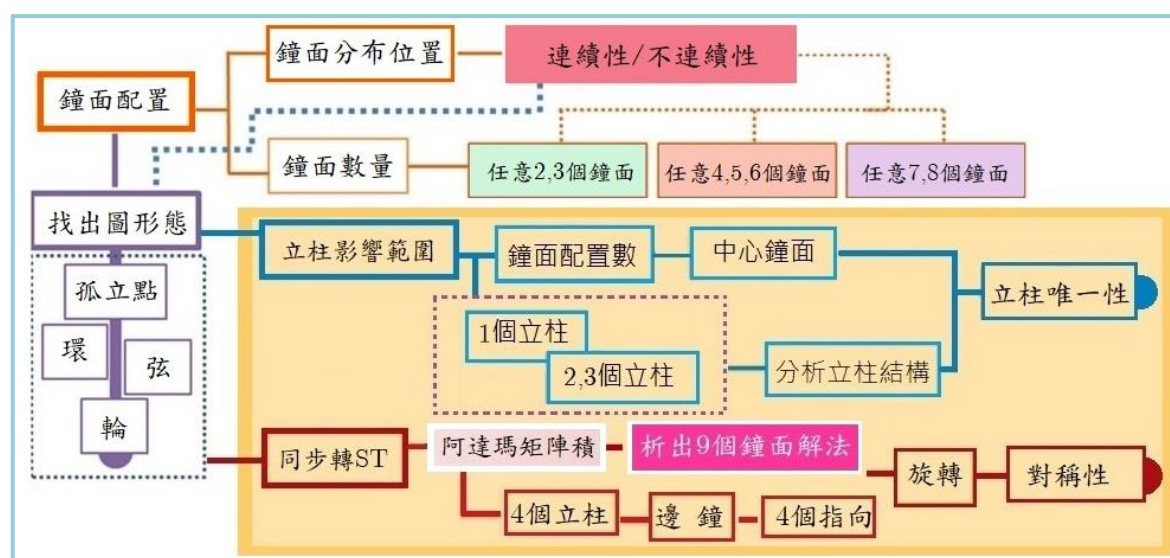 鐘面分布位置
連續性/不連續性
鐘面配置
鐘面數量
任意2,3個鐘面
任意4,5,6個鐘面
任意7,8個鐘面
找出圖形態
立柱影響範圍
鐘面配置數
中心鐘面
立柱唯一性
孤立點
環
弦
輪
1個立柱
2,3個立柱
分析立柱結構
同步轉ST
阿達瑪矩陣積
析出9個鐘面解法
旋轉
對稱性
4個立柱
邊 鐘
4個指向